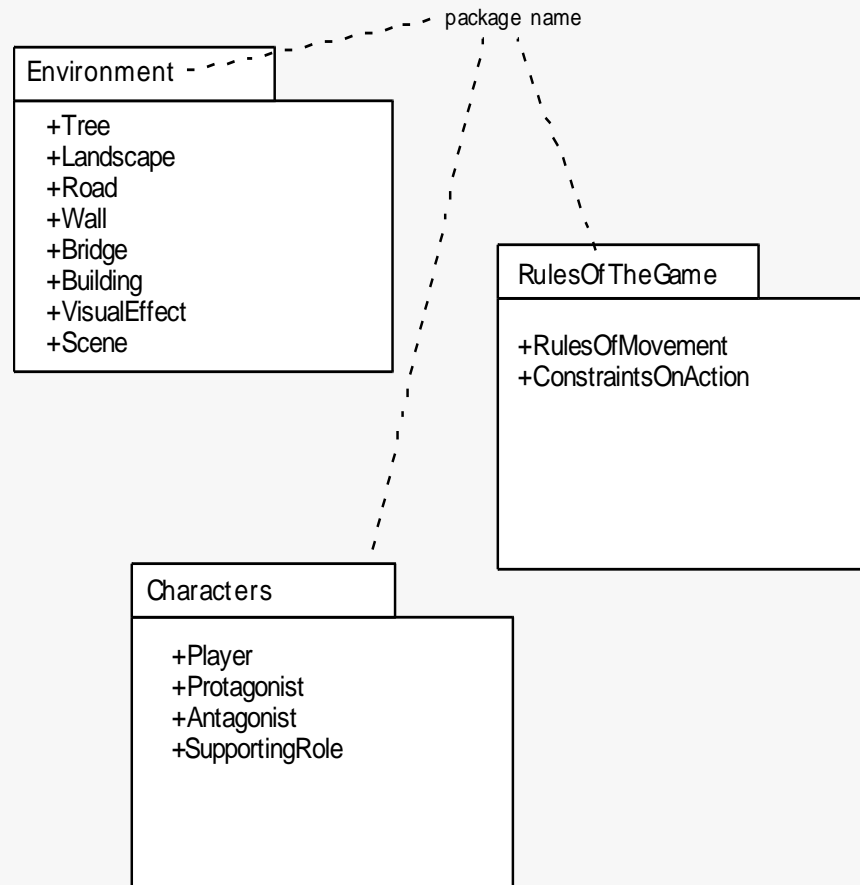 package name
Environment
+Tree
+Landscape
+Road
+Wall
+Bridge
+Building
+VisualEffect
+Scene
RulesOfTheGame
+RulesOfMovement
+ConstraintsOnAction
Characters
+Player
+Protagonist
+Antagonist
+SupportingRole